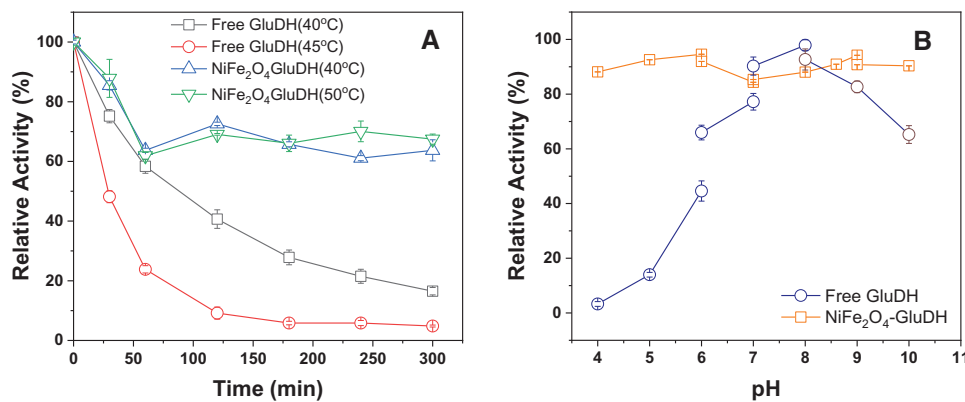 A
Free GluDH(40°C)
Free GluDH(45°C)
NiFe₂O₄GluDH(40°C)
NiFe₂O₄GluDH(50°C)
Relative Activity (%)
100
80
60
40
20
0
0 50 100 150 200 250 300
Time (min)
B
Relative Activity (%)
100
80
60
40
20
0
Free GluDH
NiFe₂O₄-GluDH
4 5 6 7 8 9 10 11
pH